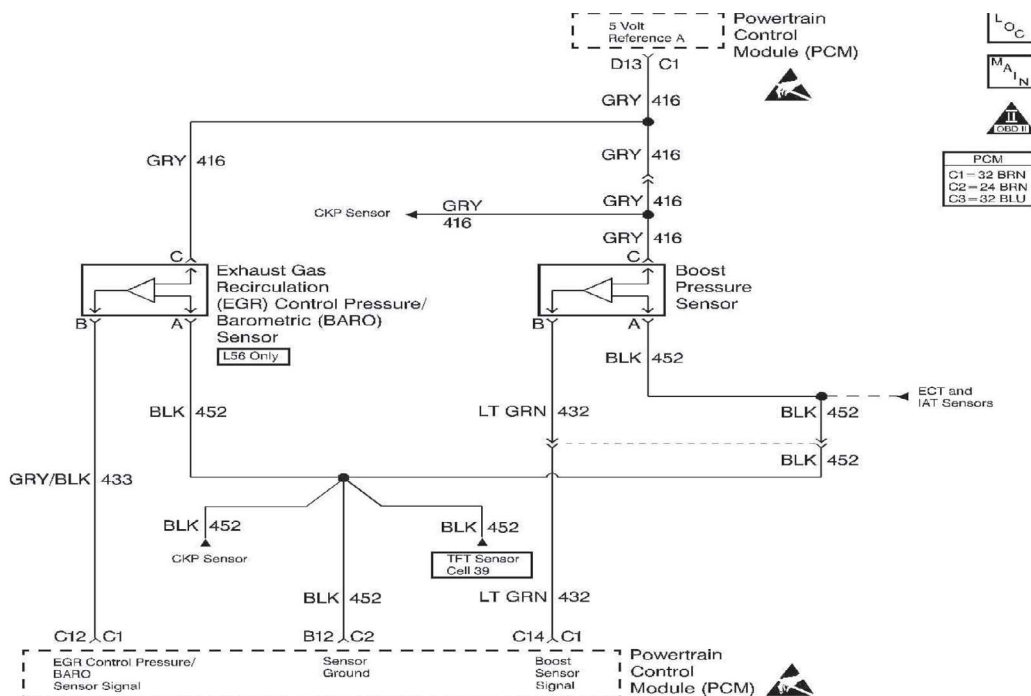 5 Volt
Reference A
Powertrain
Control
Module (PCM)
LOC
MAIN
II
OBD II
D13 C1
GRY 416
GRY 416
GRY 416
PCM
C1=32 BRN
C2=24 BRN
C3=32 BLU
GRY 416
CKP Sensor
GRY
416
GRY 416
C
Exhaust Gas
Recirculation
(EGR) Control Pressure/
Barometric (BARO)
Sensor
L56 Only
B A
C
Boost
Pressure
Sensor
B A
BLK 452
ECT and
IAT Sensors
BLK 452
LT GRN 432
BLK 452
BLK 452
GRY/BLK 433
BLK 452
CKP Sensor
BLK 452
TFT Sensor
Cell 39
BLK 452
LT GRN 432
C12 C1
B12 C2
C14 C1
EGR Control Pressure/
BARO
Sensor Signal
Sensor
Ground
Boost
Sensor
Signal
Powertrain
Control
Module (PCM)